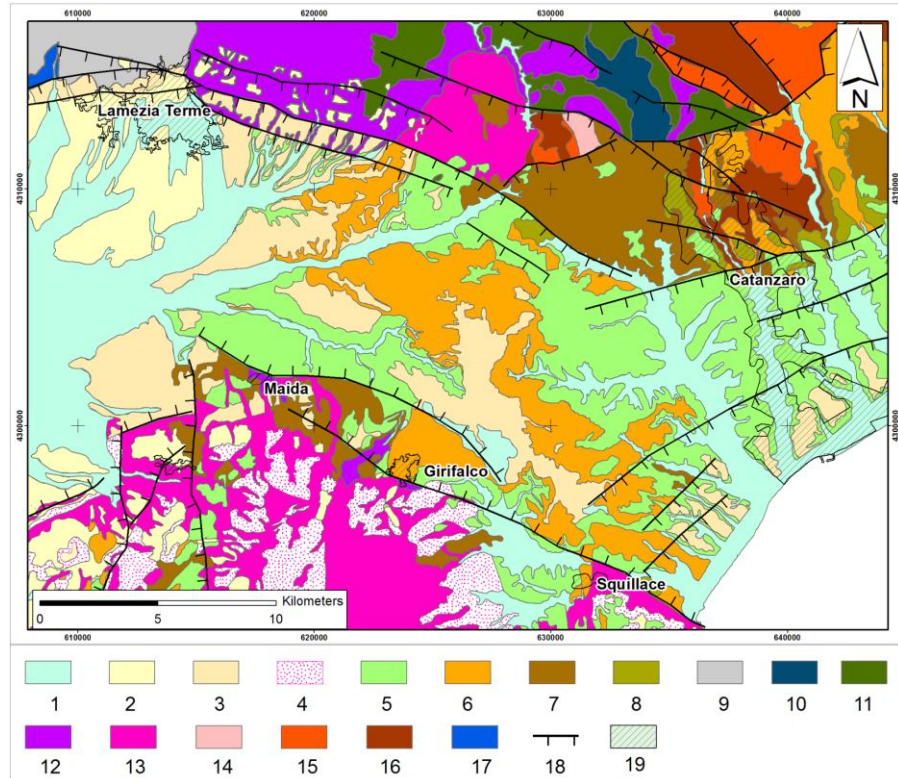 610000 620000 630000 640000
N
Lamezia Terme
4310000 4310000
Catanzaro
Maida
4300000 4300000
Girifalco
Squillace
Kilometers
0 5 10
610000 620000 630000 640000
1 2 3 4 5 6 7 8 9 10 11
12 13 14 15 16 17 18 19